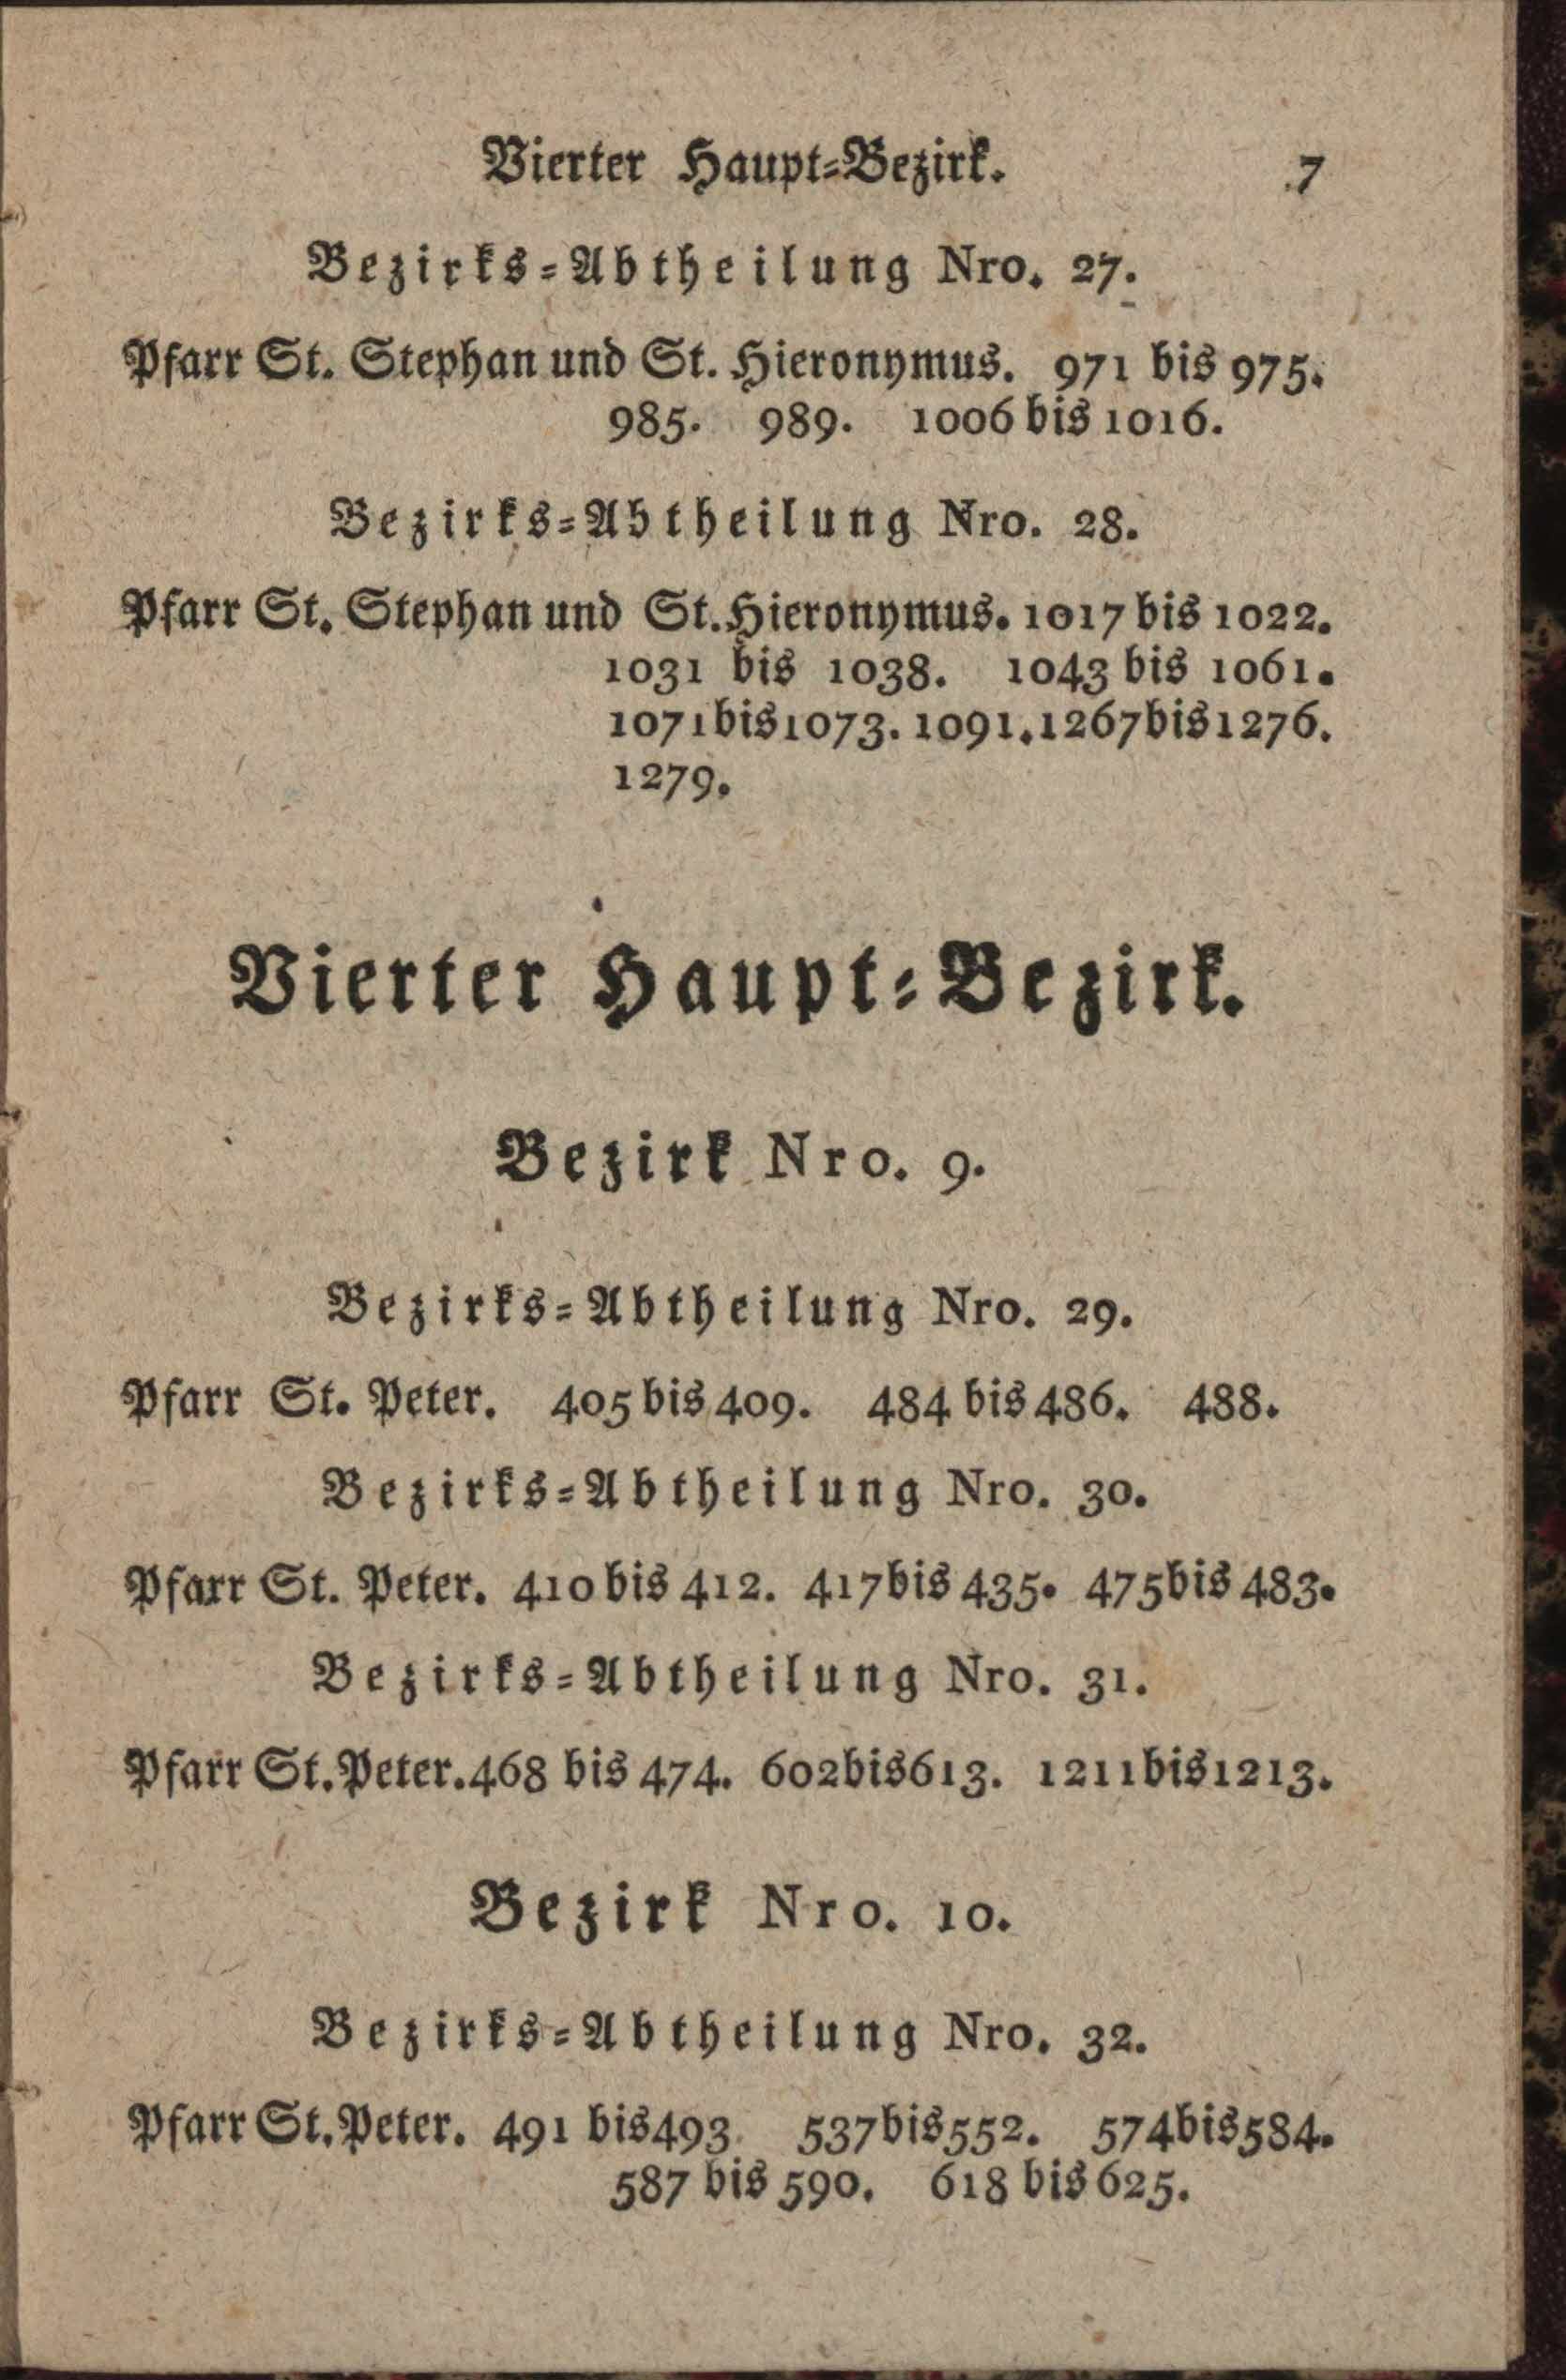 Vierter Haupt-Bezirk. 7
Bezirks-Abtheilung Nro. 27.
Pfarr St. Stephan und St. Hieronymus. 971 bis 975.
985. 989. 1006 bis 1016.
Bezirks-Abtheilung Nro. 28.
Pfarr St. Stephan und St. Hieronymus. 1017 bis 1022.
1031 bis 1038. 1043 bis 1061.
1071 bis 1073. 1091. 1267 bis 1276.
1279.
Vierter Haupt-Bezirk.
Bezirk Nro. 9.
Bezirks-Abtheilung Nro. 29.
Pfarr St. Peter. 405 bis 409. 484 bis 486. 488.
Bezirks-Abtheilung Nro. 30.
Pfarr St. Peter. 410 bis 412. 417 bis 435. 475 bis 483.
Bezirks-Abtheilung Nro. 31.
Pfarr St. Peter. 468 bis 474. 602 bis 613. 1211 bis 1213.
Bezirk Nro. 10.
Bezirks-Abtheilung Nro. 32.
Pfarr St. Peter. 491 bis 493. 537 bis 552. 574 bis 584.
587 bis 590. 618 bis 625.